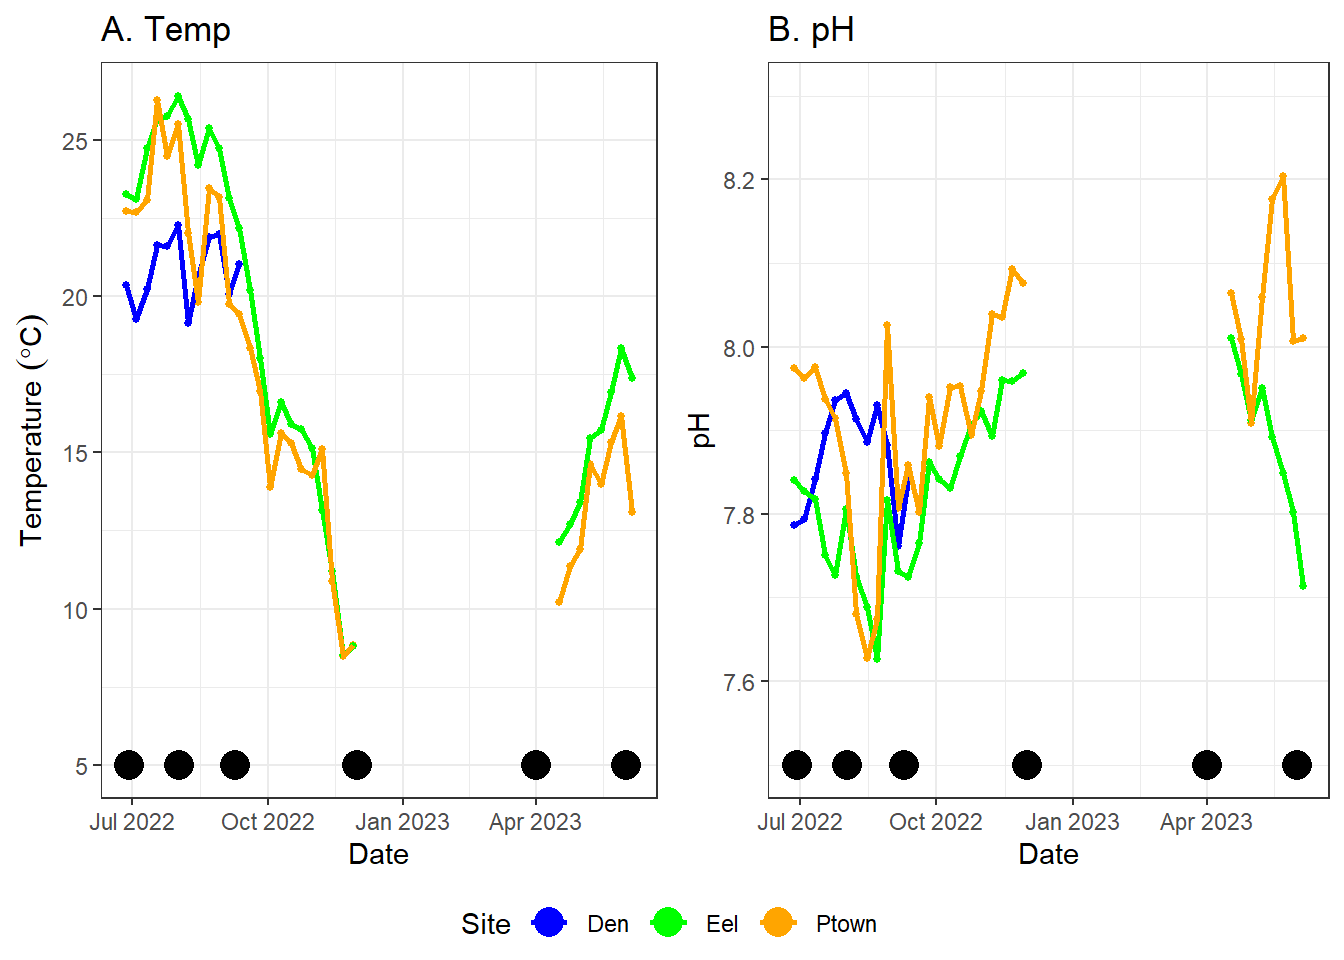 A. Temp
B. pH
Temperature (°C)
25
20
15
10
5
Jul 2022
Oct 2022
Jan 2023
Apr 2023
Date
pH
8.2
8.0
7.8
7.6
Jul 2022
Oct 2022
Jan 2023
Apr 2023
Date
Site Den Eel Ptown